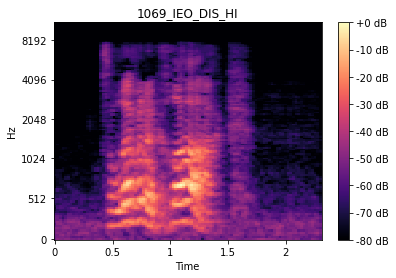 1069_IEO_DIS_HI
8192
4096
2048
1024
512
0
Hz
0
0.5
1
1.5
2
Time
+0 dB
-10 dB
-20 dB
-30 dB
-40 dB
-50 dB
-60 dB
-70 dB
-80 dB